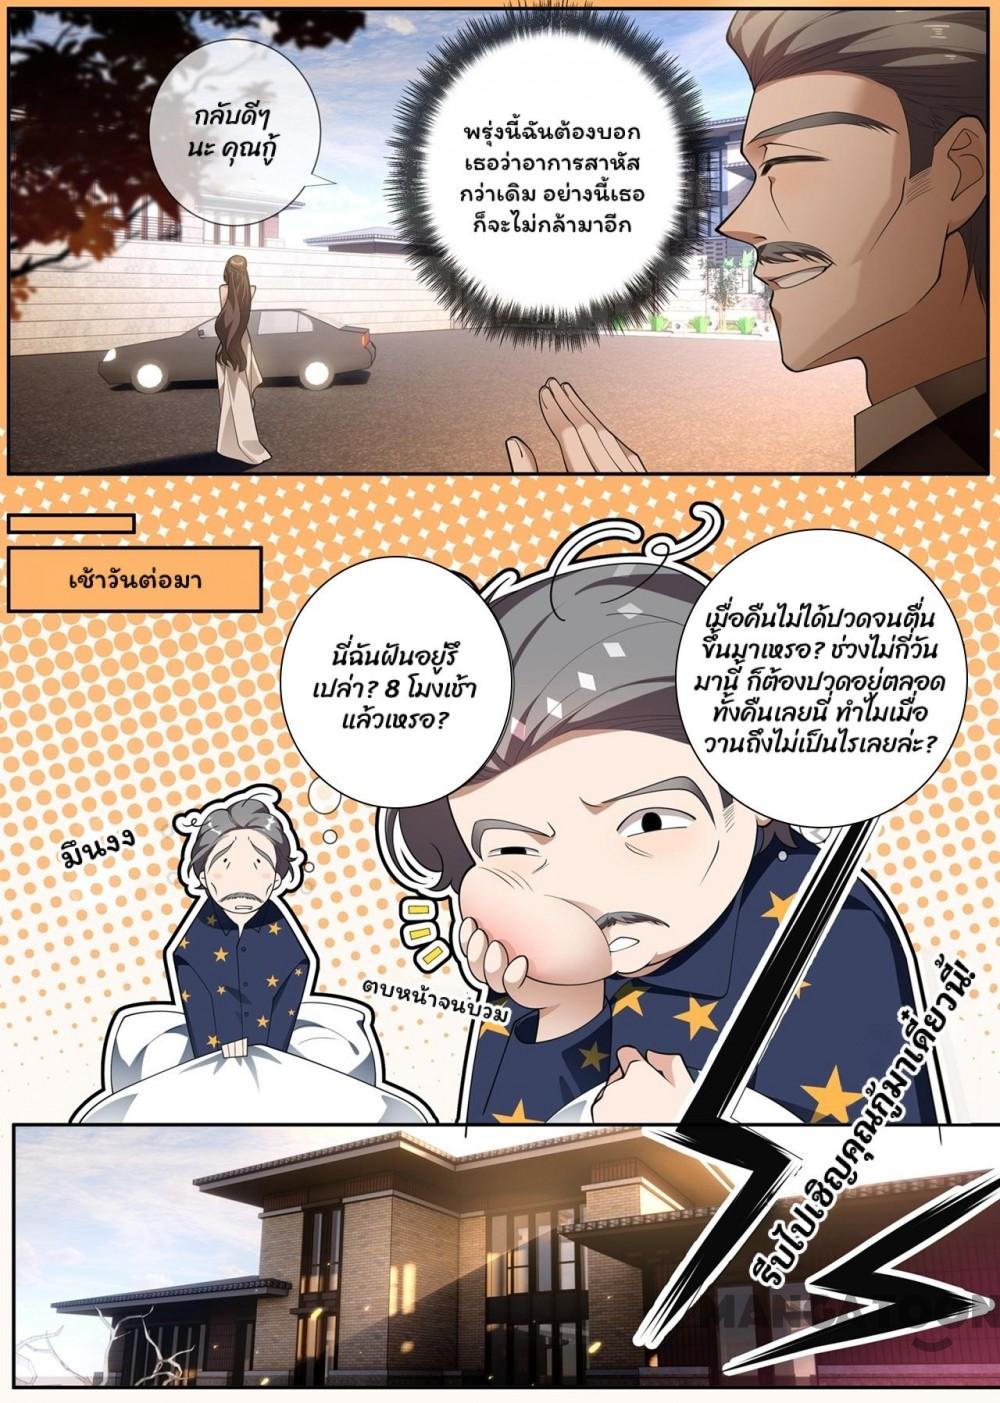 กลับดีๆ
นะ คุณกู้
พรุ่งนี้ฉันต้องบอก
เธอว่าอาการสาหัส
กว่าเดิม อย่างนี้เธอ
ก็จะไม่กล้ามาอีก
เช้าวันต่อมา
นี่ฉันฝันอยู่รึ
เปล่า? 8 โมงเช้า
แล้วเหรอ?
เมื่อคืนไม่ได้ปวดจนตื่น
ขึ้นมาเหรอ? ช่วงไม่กี่วัน
มานี้ ก็ต้องปวดอยู่ตลอด
ทั้งคืนเลยนี่ ทำไมเมื่อ
วานถึงไม่เป็นไรเลยล่ะ?
มึนงง
ตบหน้าจนบวม
รีบไปเชิญคุณกู้มาเดี๋ยวนี้!
MANGATOON